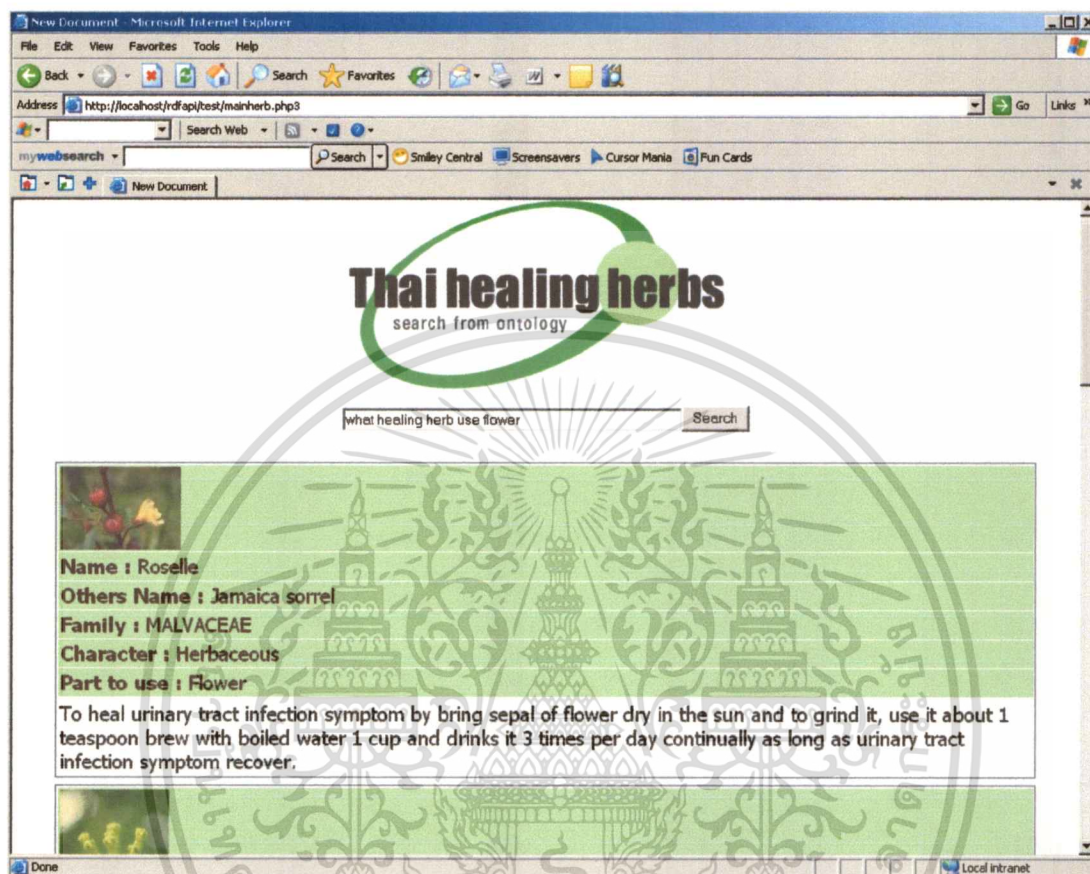 New Document - Microsoft Internet Explorer
File Edit View Favorites Tools Help
Back Search Favorites
Address http://localhost/rdfapi/test/mainherb.php3 Go Links »
Search Web
mywebsearch Search Smiley Central Screensavers Cursor Mania Fun Cards
New Document
Thai healing herbs
search from ontology
what healing herb use flower Search
Name : Roselle
Others Name : Jamaica sorrel
Family : MALVACEAE
Character : Herbaceous
Part to use : Flower
To heal urinary tract infection symptom by bring sepal of flower dry in the sun and to grind it, use it about 1
teaspoon brew with boiled water 1 cup and drinks it 3 times per day continually as long as urinary tract
infection symptom recover.
Done Local intranet